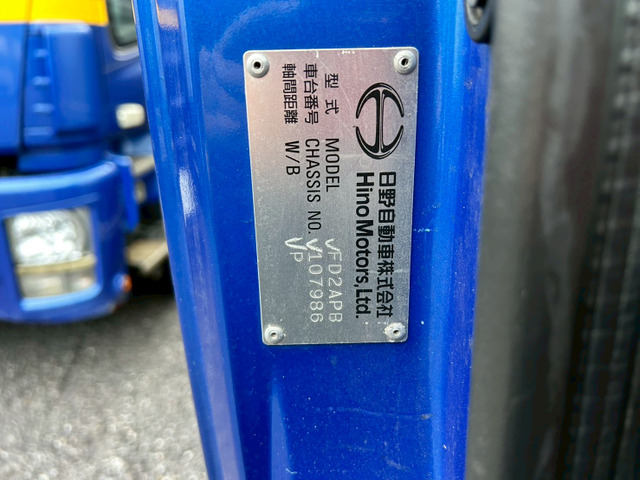 日野自動車株式会社
HinoMotors,Ltd.
型式 MODEL FD2APB
車台番号 CHASSIS NO. 107986
軸間距離 W/B P